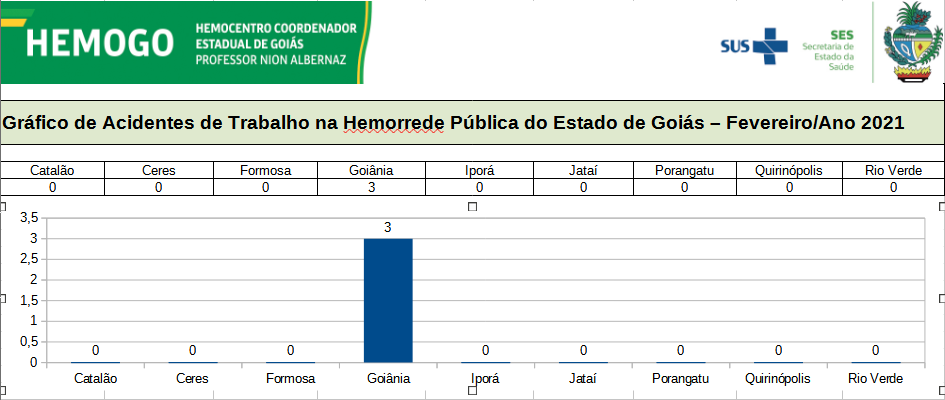 HEMOGO
HEMOCENTRO COORDENADOR
ESTADUAL DE GOIÁS
PROFESSOR NION ALBERNAZ
SUS
SES
Secretaria de
Estado da
Saúde
Gráfico de Acidentes de Trabalho na Hemorrede Pública do Estado de Goiás – Fevereiro/Ano 2021
Catalão Ceres Formosa Goiânia Iporá Jataí Porangatu Quirinópolis Rio Verde
0 0 0 3 0 0 0 0 0
3,5
3
2,5
2
1,5
1
0,5
0
0 0 0 3 0 0 0 0 0
Catalão Ceres Formosa Goiânia Iporá Jataí Porangatu Quirinópolis Rio Verde